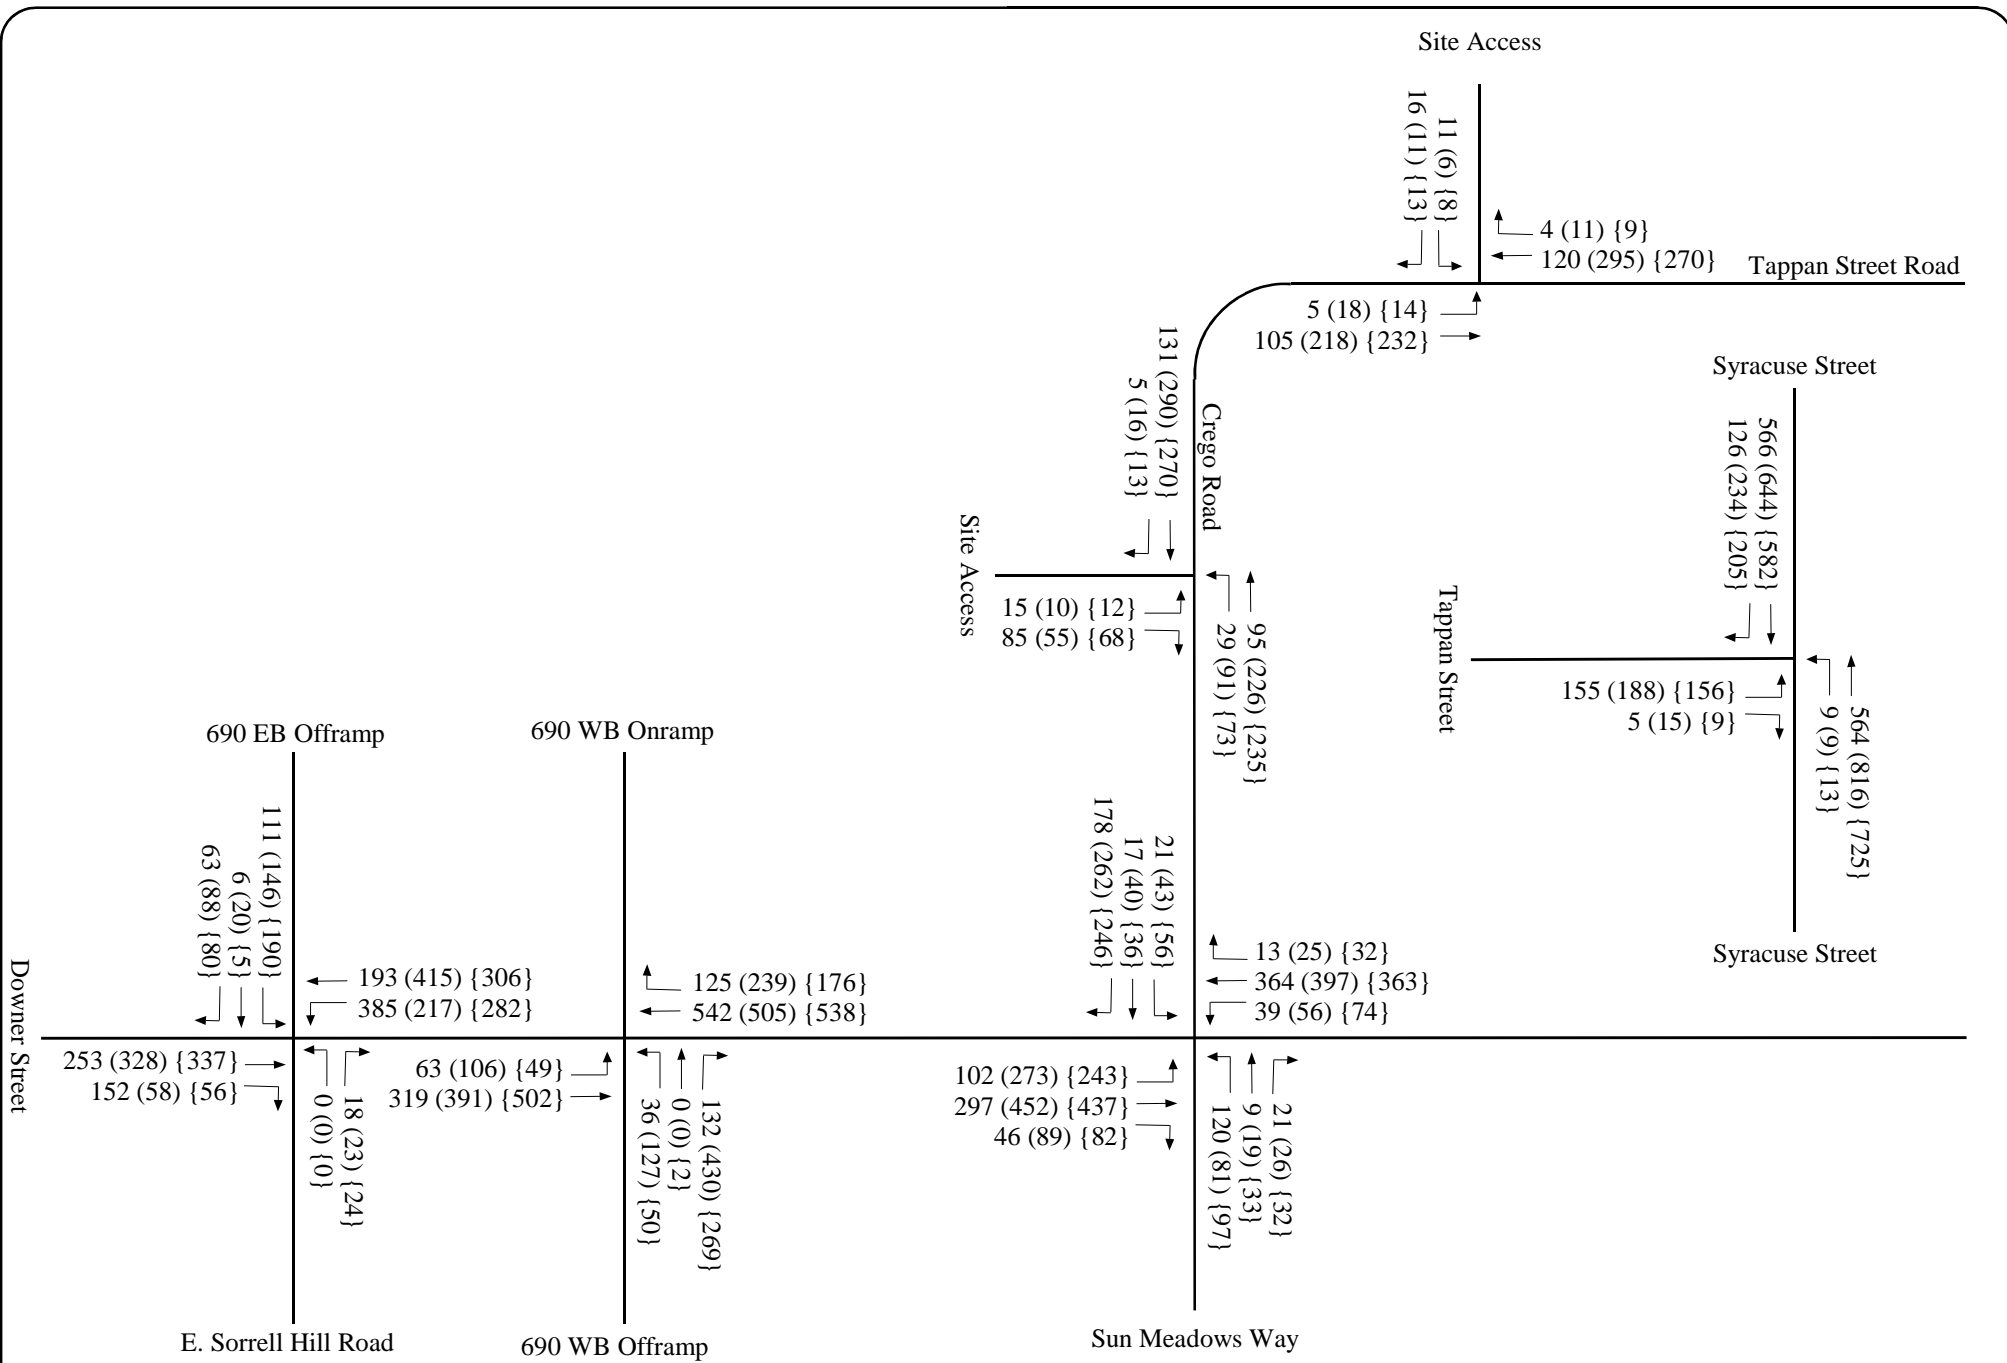 Site Access
16 (11) {13}
11 (6) {8}
4 (11) {9}
120 (295) {270}
Tappan Street Road
5 (18) {14}
105 (218) {232}
131 (290) {270}
5 (16) {13}
Crego Road
Syracuse Street
566 (644) {582}
126 (234) {205}
Site Access
15 (10) {12}
85 (55) {68}
95 (226) {235}
29 (91) {73}
Tappan Street
155 (188) {156}
5 (15) {9}
564 (816) {725}
9 (9) {13}
Syracuse Street
690 EB Offramp
690 WB Onramp
111 (146) {190}
6 (20) {5}
63 (88) {80}
21 (43) {56}
17 (40) {36}
178 (262) {246}
Downer Street
193 (415) {306}
385 (217) {282}
125 (239) {176}
542 (505) {538}
13 (25) {32}
364 (397) {363}
39 (56) {74}
253 (328) {337}
152 (58) {56}
18 (23) {24}
0 (0) {0}
63 (106) {49}
319 (391) {502}
132 (430) {269}
0 (0) {2}
36 (127) {50}
102 (273) {243}
297 (452) {437}
46 (89) {82}
21 (26) {32}
9 (19) {33}
120 (81) {97}
E. Sorrell Hill Road
690 WB Offramp
Sun Meadows Way